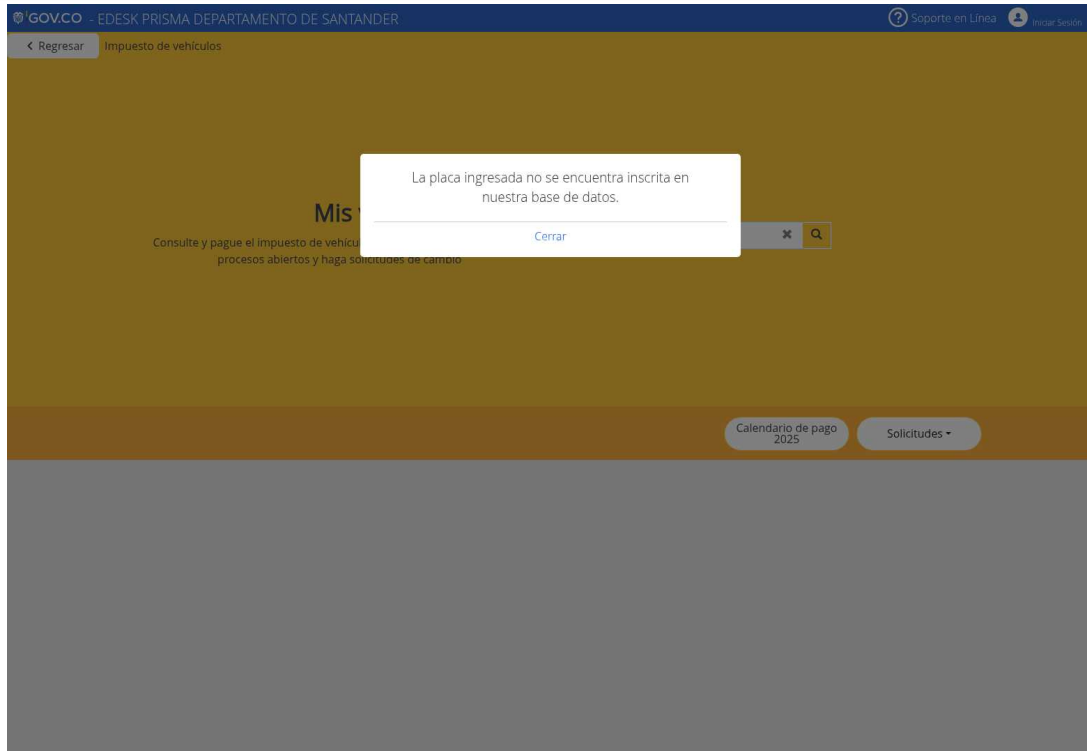 GOV.CO - EDESK PRISMA DEPARTAMENTO DE SANTANDER
Soporte en Línea
Iniciar Sesión
Regresar
Impuesto de vehículos
La placa ingresada no se encuentra inscrita en
nuestra base de datos.
Cerrar
Mis
Consulte y pague el impuesto de vehícu
procesos abiertos y haga solicitudes de cambio
Calendario de pago
2025
Solicitudes